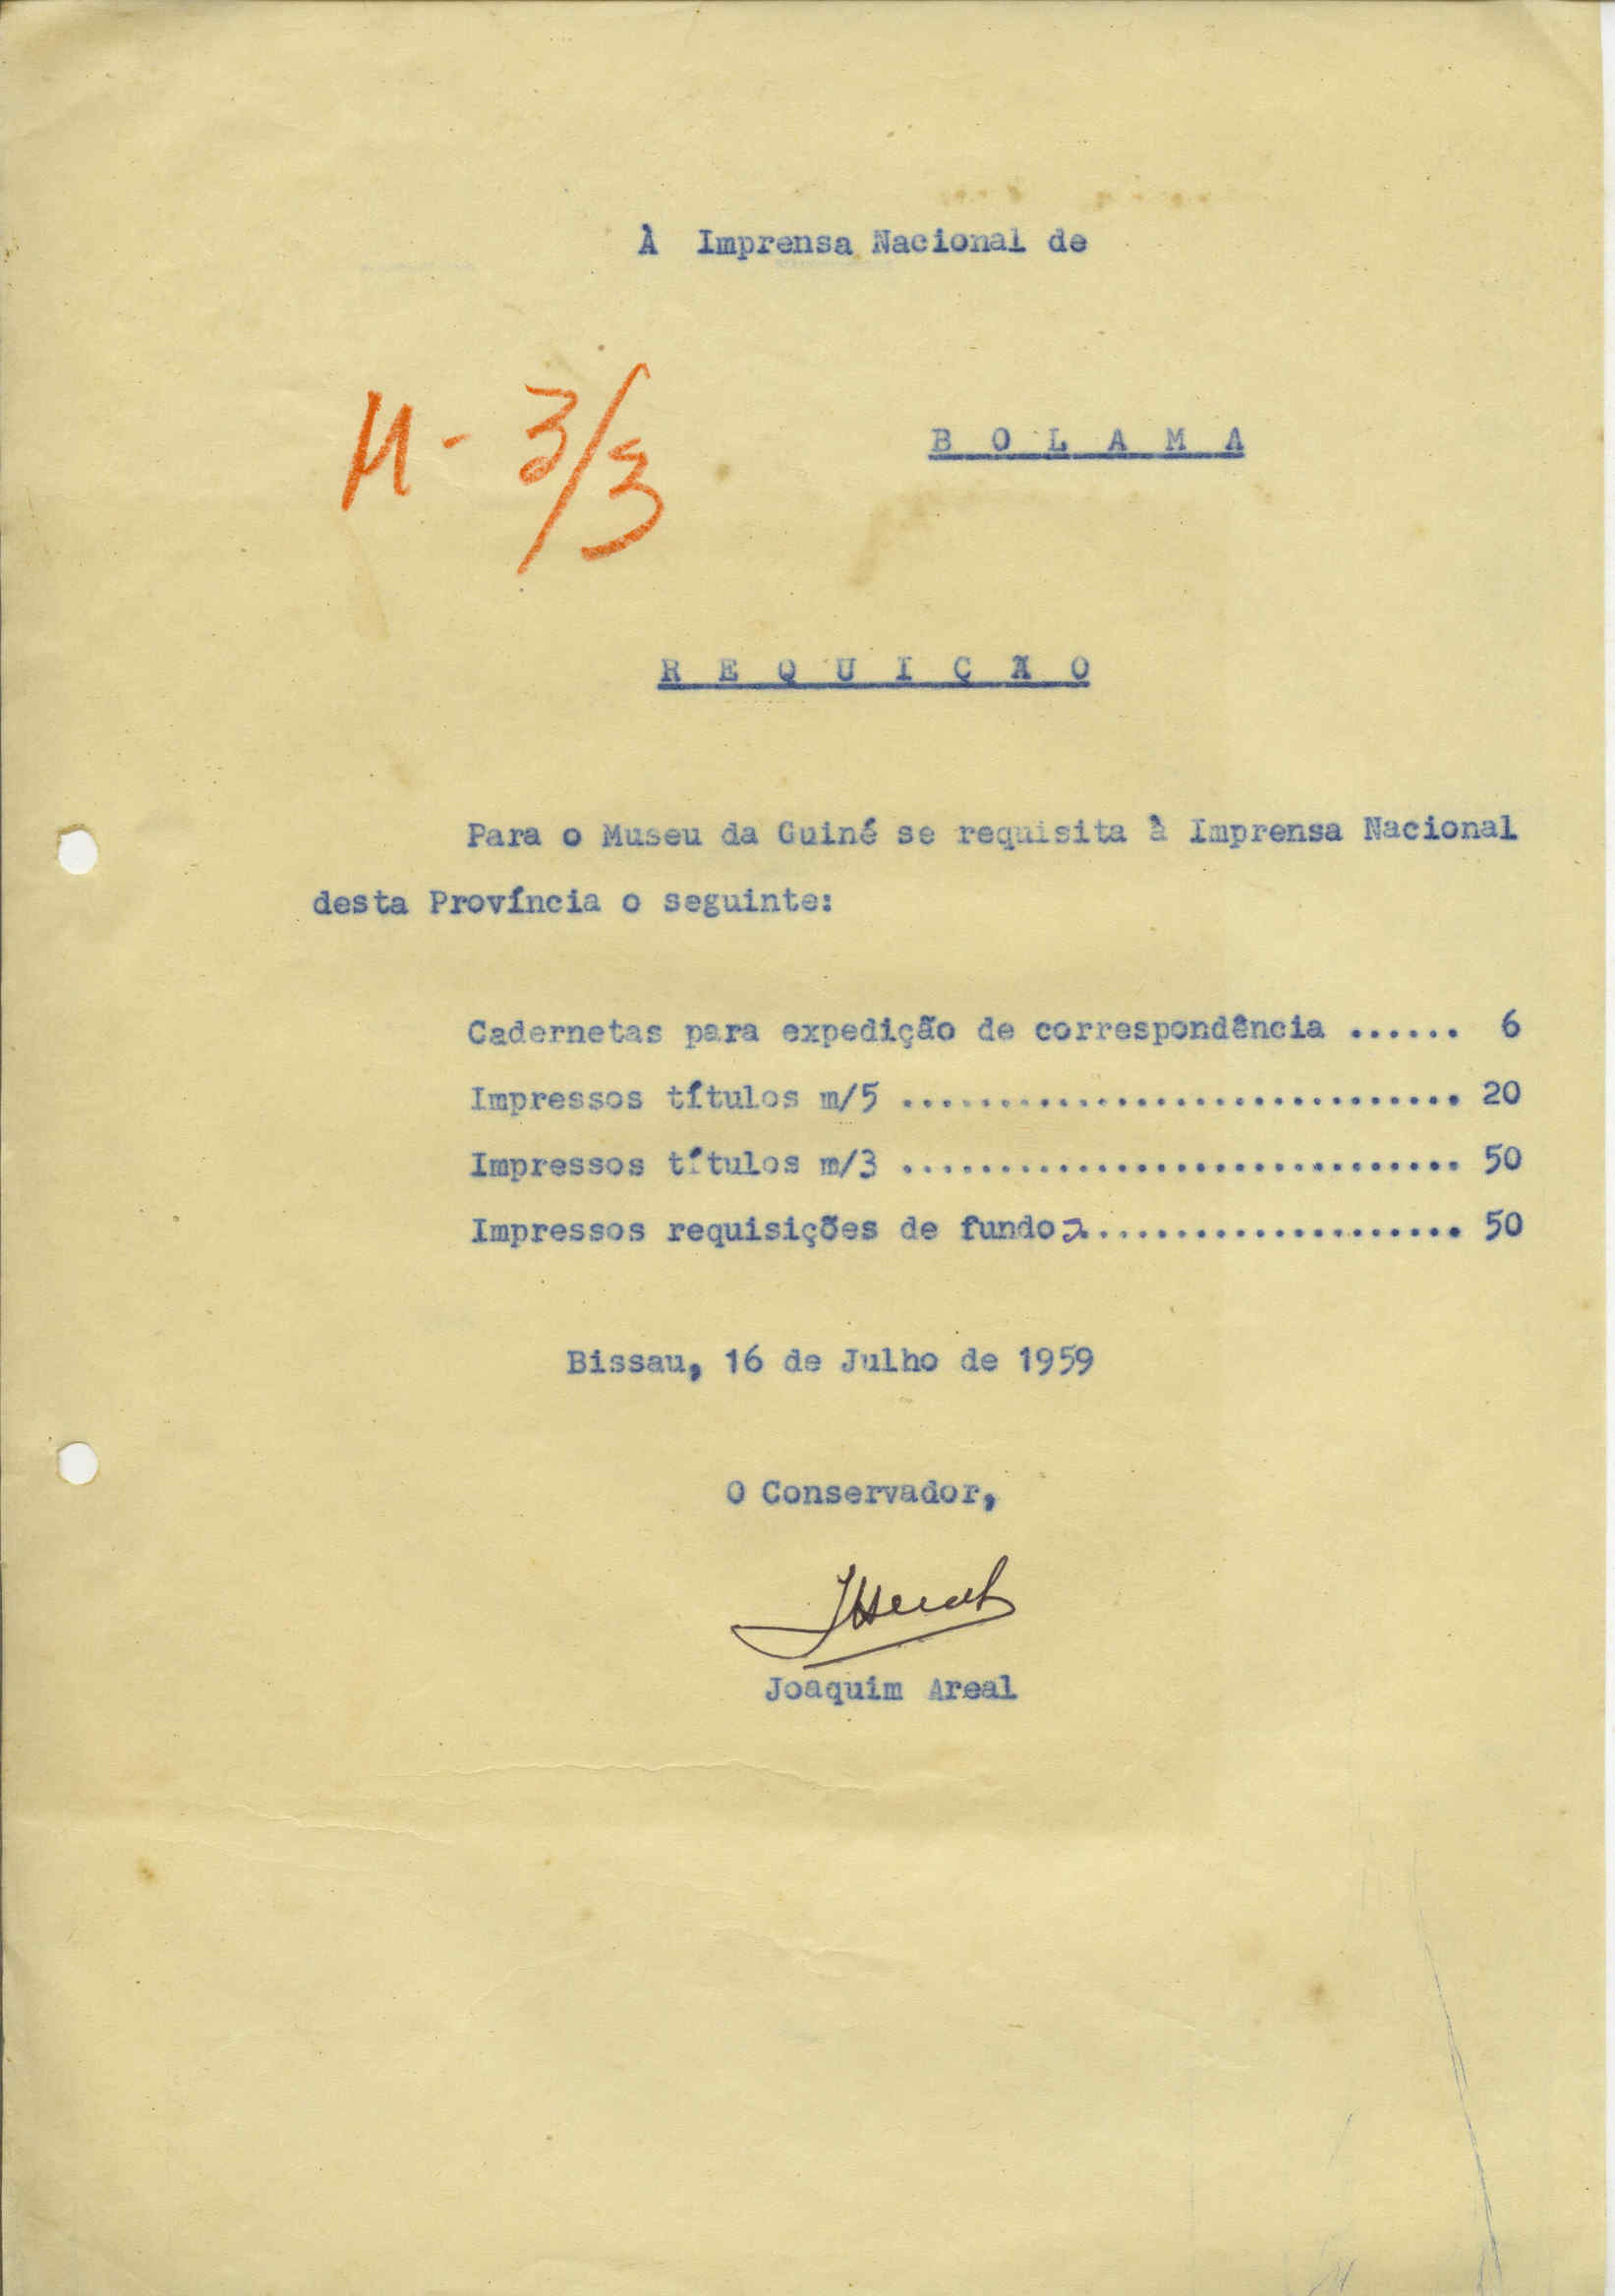 À Imprensa Nacional de
M - 3/3
B O L A M A
R E Q U I Ç Ã O
Para o Museu da Guiné se requisita à Imprensa Nacional
desta Província o seguinte:
Cadernetas para expedição de correspondência ...... 6
Impressos títulos m/5 ............................. 20
Impressos títulos m/3 ............................. 50
Impressos requisições de fundos.................... 50
Bissau, 16 de Julho de 1959
O Conservador,
Joaquim Areal